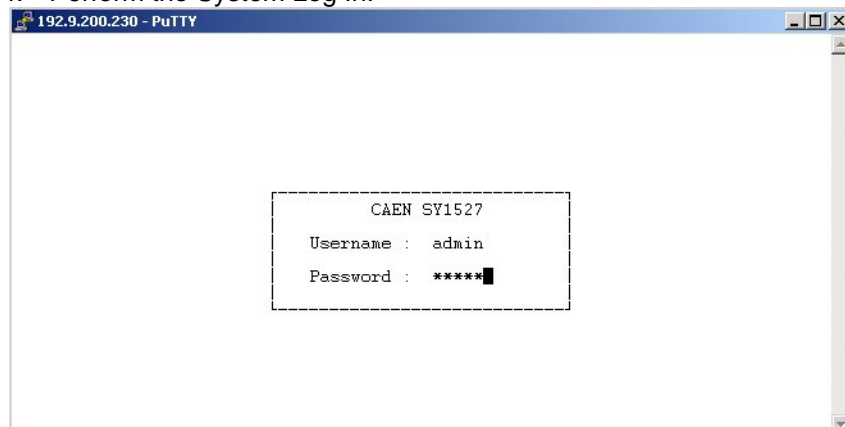 Perform the System Log In.
192.9.200.230 - PuTTY
CAEN SY1527
Username : admin
Password : *****